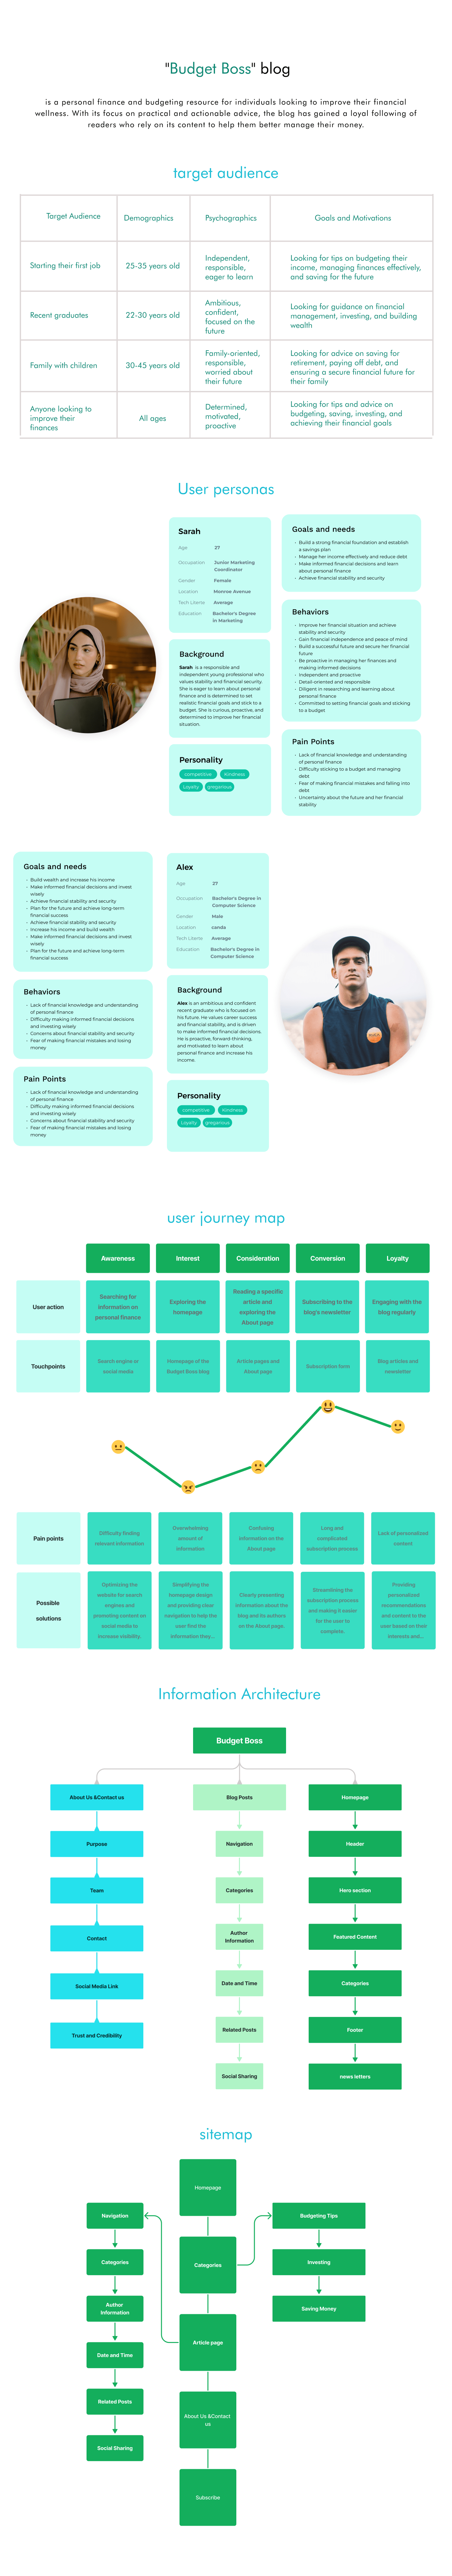 "Budget Boss" blog
is a personal finance and budgeting resource for individuals looking to improve their financial
wellness. With its focus on practical and actionable advice, the blog has gained a loyal following of
readers who rely on its content to help them better manage their money.
target audience
Target Audience
Demographics
Psychographics
Goals and Motivations
Starting their first job
25-35 years old
Independent,
responsible,
eager to learn
Looking for tips on budgeting their
income, managing finances effectively,
and saving for the future
Recent graduates
22-30 years old
Ambitious,
confident,
focused on the
future
Looking for guidance on financial
management, investing, and building
wealth
Family with children
30-45 years old
Family-oriented,
responsible,
worried about
their future
Looking for advice on saving for
retirement, paying off debt, and
ensuring a secure financial future for
their family
Anyone looking to
improve their
finances
All ages
Determined,
motivated,
proactive
Looking for tips and advice on
budgeting, saving, investing, and
achieving their financial goals
User personas
Sarah
Age 27
Occupation Junior Marketing
Coordinator
Gender Female
Location Monroe Avenue
Tech Literte Average
Education Bachelor's Degree
in Marketing
Background
Sarah is a responsible and
independent young professional who
values stability and financial security.
She is eager to learn about personal
finance and is determined to set
realistic financial goals and stick to a
budget. She is curious, proactive, and
determined to improve her financial
situation.
Personality
competitive Kindness
Loyalty gregarious
Goals and needs
Build a strong financial foundation and establish
a savings plan
Manage her income effectively and reduce debt
Make informed financial decisions and learn
about personal finance
Achieve financial stability and security
Behaviors
Improve her financial situation and achieve
stability and security
Gain financial independence and peace of mind
Build a successful future and secure her financial
future
Be proactive in managing her finances and
making informed decisions
Independent and proactive
Detail-oriented and responsible
Diligent in researching and learning about
personal finance
Committed to setting financial goals and sticking
to a budget
Pain Points
Lack of financial knowledge and understanding
of personal finance
Difficulty sticking to a budget and managing
debt
Fear of making financial mistakes and falling into
debt
Uncertainty about the future and her financial
stability
Goals and needs
Build wealth and increase his income
Make informed financial decisions and invest
wisely
Achieve financial stability and security
Plan for the future and achieve long-term
financial success
Achieve financial stability and security
Increase his income and build wealth
Make informed financial decisions and invest
wisely
Plan for the future and achieve long-term
financial success
Behaviors
Lack of financial knowledge and understanding
of personal finance
Difficulty making informed financial decisions
and investing wisely
Concerns about financial stability and security
Fear of making financial mistakes and losing
money.
Pain Points
Lack of financial knowledge and understanding
of personal finance
Difficulty making informed financial decisions
and investing wisely.
Concerns about financial stability and security
Fear of making financial mistakes and losing
money
Alex
Age 27
Occupation Bachelor's Degree in
Computer Science
Gender Male
Location canda
Tech Literte Average
Education Bachelor's Degree in
Computer Science
Background
Alex is an ambitious and confident
recent graduate who is focused on
his future. He values career success
and financial stability, and is driven
to make informed financial decisions.
He is proactive, forward-thinking,
and motivated to learn about
personal finance and increase his
income.
Personality
competitive Kindness
Loyalty gregarious
user journey map
Awareness
Interest
Consideration
Conversion
Loyalty
User action
Searching for
information on
personal finance
Exploring the
homepage
Reading a specific
article and
exploring the
About page
Subscribing to the
blog's newsletter
Engaging with the
blog regularly
Touchpoints
Search engine or
social media
Homepage of the
Budget Boss blog
Article pages and
About page
Subscription form
Blog articles and
newsletter
Pain points
Difficulty finding
relevant information
Overwhelming
amount of
information
Confusing
information on the
About page
Long and
complicated
subscription process
Lack of personalized
content
Possible
solutions
Optimizing the
website for search
engines and
promoting content on
social media to
increase visibility.
Simplifying the
homepage design
and providing clear
navigation to help the
user find the
information they...
Clearly presenting
information about the
blog and its authors
on the About page.
Streamlining the
subscription process
and making it easier
for the user to
complete.
Providing
personalized
recommendations
and content to the
user based on their
interests and...
Information Architecture
Budget Boss
About Us &Contact us
Purpose
Team
Contact
Social Media Link
Trust and Credibility
Blog Posts
Navigation
Categories
Author
Information
Date and Time
Related Posts
Social Sharing
Homepage
Header
Hero section
Featured Content
Categories
Footer
news letters
sitemap
Homepage
Categories
Article page
About Us &Contact
us
Subscribe
Navigation
Categories
Author
Information
Date and Time
Related Posts
Social Sharing
Budgeting Tips
Investing
Saving Money